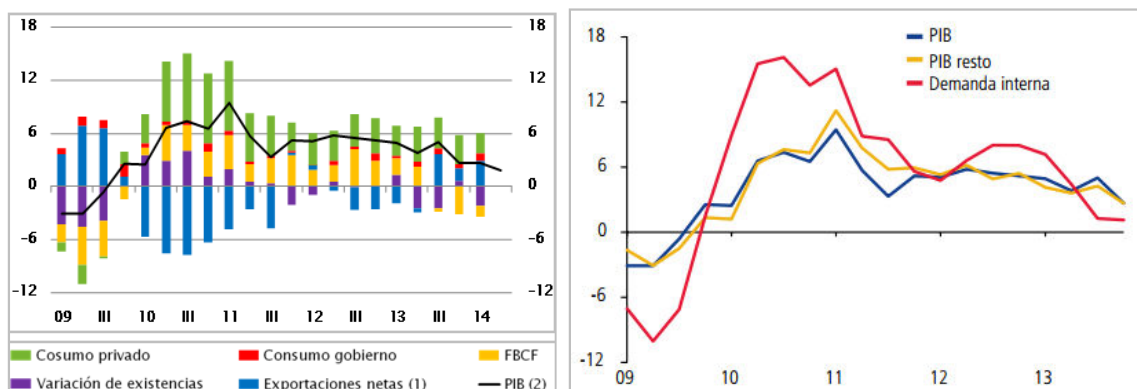 18 18
12 12
6 6
0 0
-6 -6
-12 -12
09 III 10 III 11 III 12 III 13 III 14
Cosumo privado Consumo gobierno FBCF
Variación de existencias Exportaciones netas (1) PIB (2)
18
12
6
0
-6
-12
PIB
PIB resto
Demanda interna
09 10 11 12 13